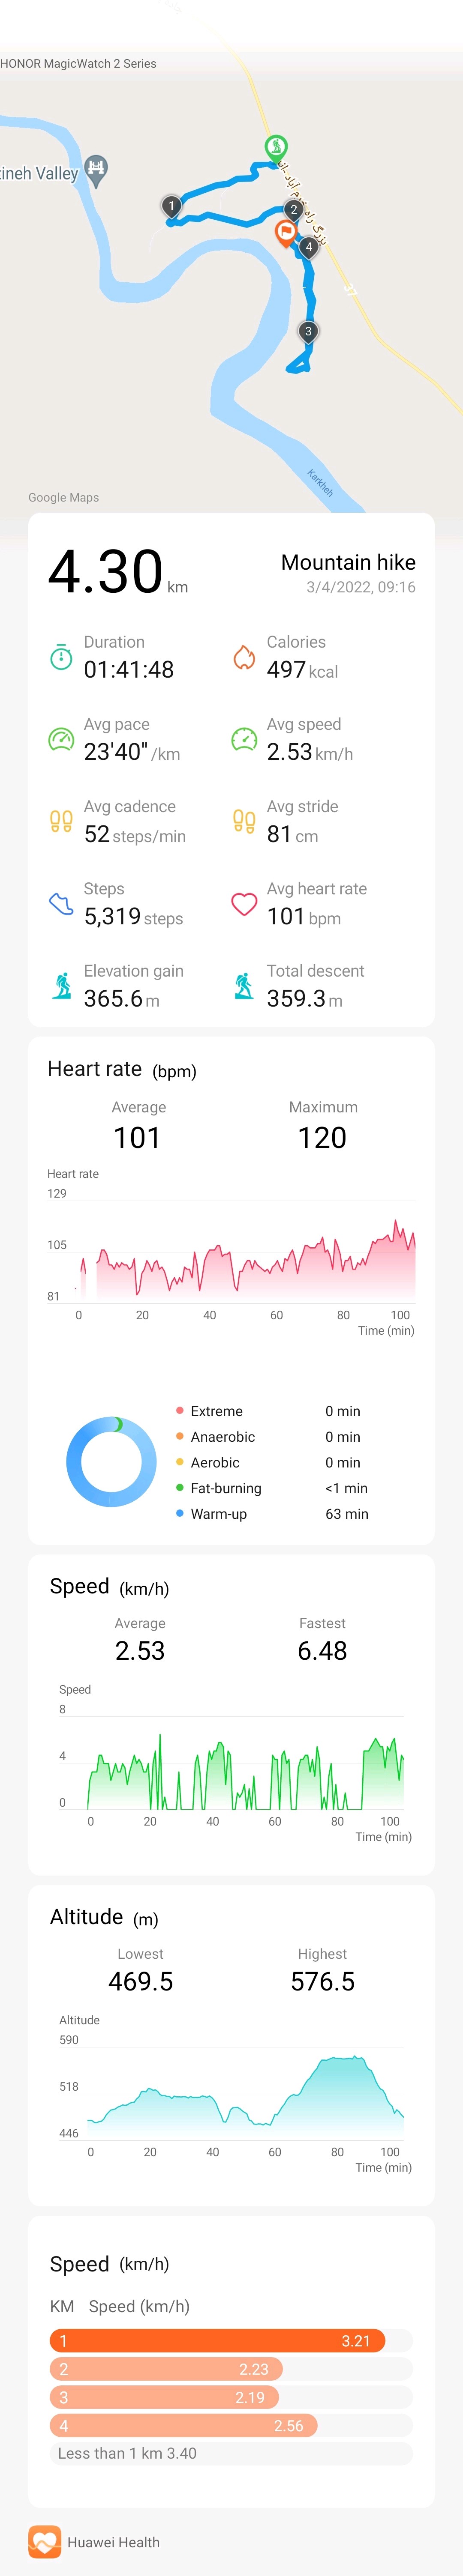 HONOR MagicWatch 2 Series
ineh Valley
1
2
4
3
37
Karkheh
Google Maps
4.30 km
Mountain hike
3/4/2022, 09:16
Duration
01:41:48
Calories
497 kcal
Avg pace
23'40" /km
Avg speed
2.53 km/h
Avg cadence
52 steps/min
Avg stride
81 cm
Steps
5,319 steps
Avg heart rate
101 bpm
Elevation gain
365.6 m
Total descent
359.3 m
Heart rate (bpm)
Average
101
Maximum
120
Heart rate
129
105
81
0 20 40 60 80 100
Time (min)
Extreme 0 min
Anaerobic 0 min
Aerobic 0 min
Fat-burning <1 min
Warm-up 63 min
Speed (km/h)
Average
2.53
Fastest
6.48
Speed
8
4
0
0 20 40 60 80 100
Time (min)
Altitude (m)
Lowest
469.5
Highest
576.5
Altitude
590
518
446
0 20 40 60 80 100
Time (min)
Speed (km/h)
KM Speed (km/h)
1 3.21
2 2.23
3 2.19
4 2.56
Less than 1 km 3.40
Huawei Health